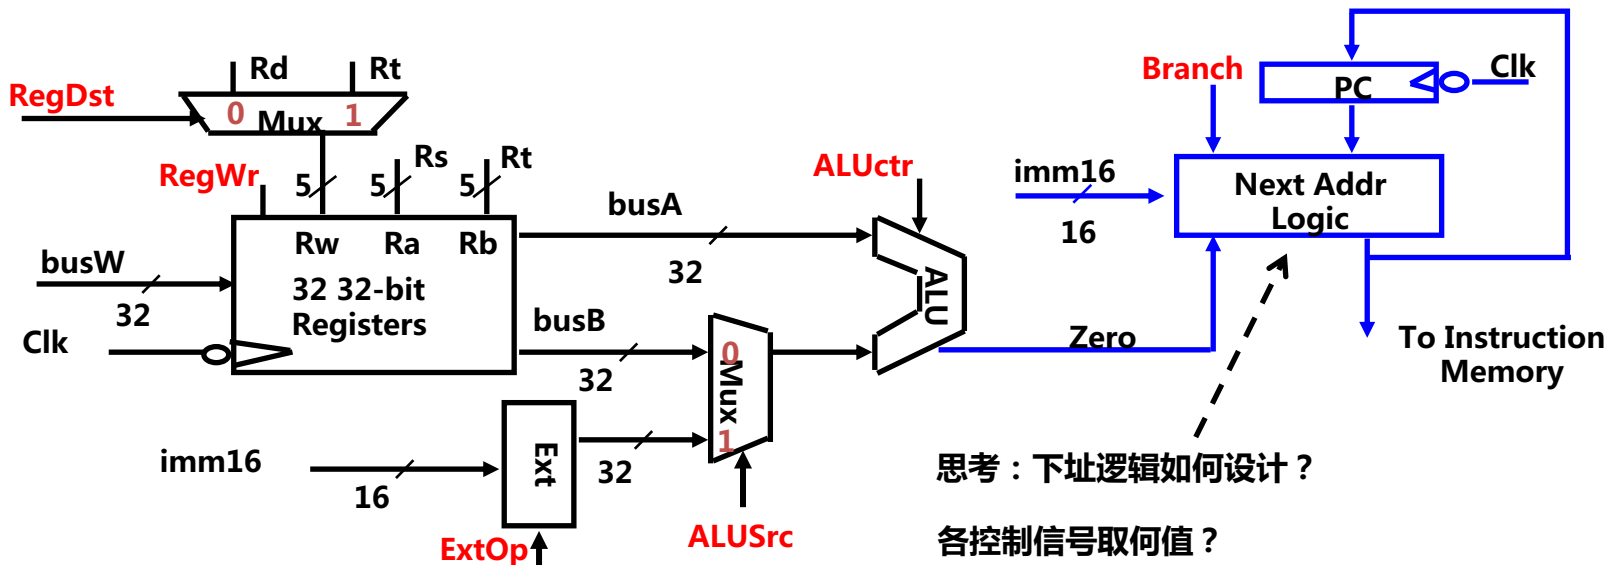 Rd
Rt
RegDst
0
Mux
1
RegWr
5
5
Rs
5
Rt
busW
32
Clk
Rw
Ra
Rb
32 32-bit
Registers
busA
32
busB
32
imm16
16
Ext
32
ExtOp
0
Mux
1
ALUSrc
ALUctr
ALU
Zero
Branch
PC
Clk
imm16
16
Next Addr
Logic
To Instruction
Memory
思考：下址逻辑如何设计？
各控制信号取何值？